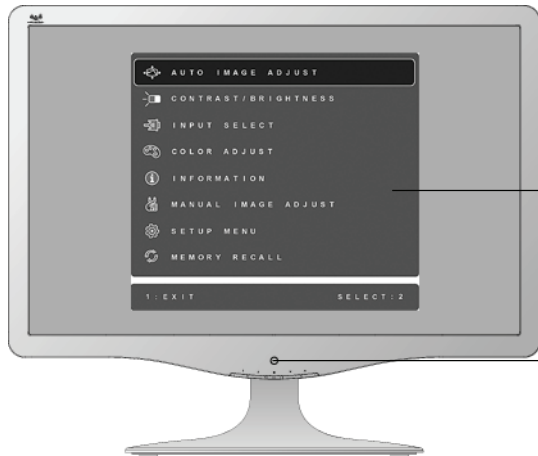 AUTO IMAGE ADJUST
CONTRAST/BRIGHTNESS
INPUT SELECT
COLOR ADJUST
INFORMATION
MANUAL IMAGE ADJUST
SETUP MENU
MEMORY RECALL
1:EXIT SELECT:2